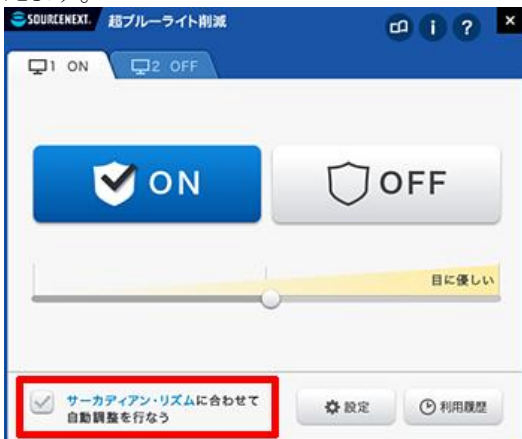 SOURCENEXT. 超ブルーライト削減
i ?
1 ON 2 OFF
ON OFF
目に優しい
サーカディアン・リズムに合わせて
自動調整を行なう
設定 利用履歴